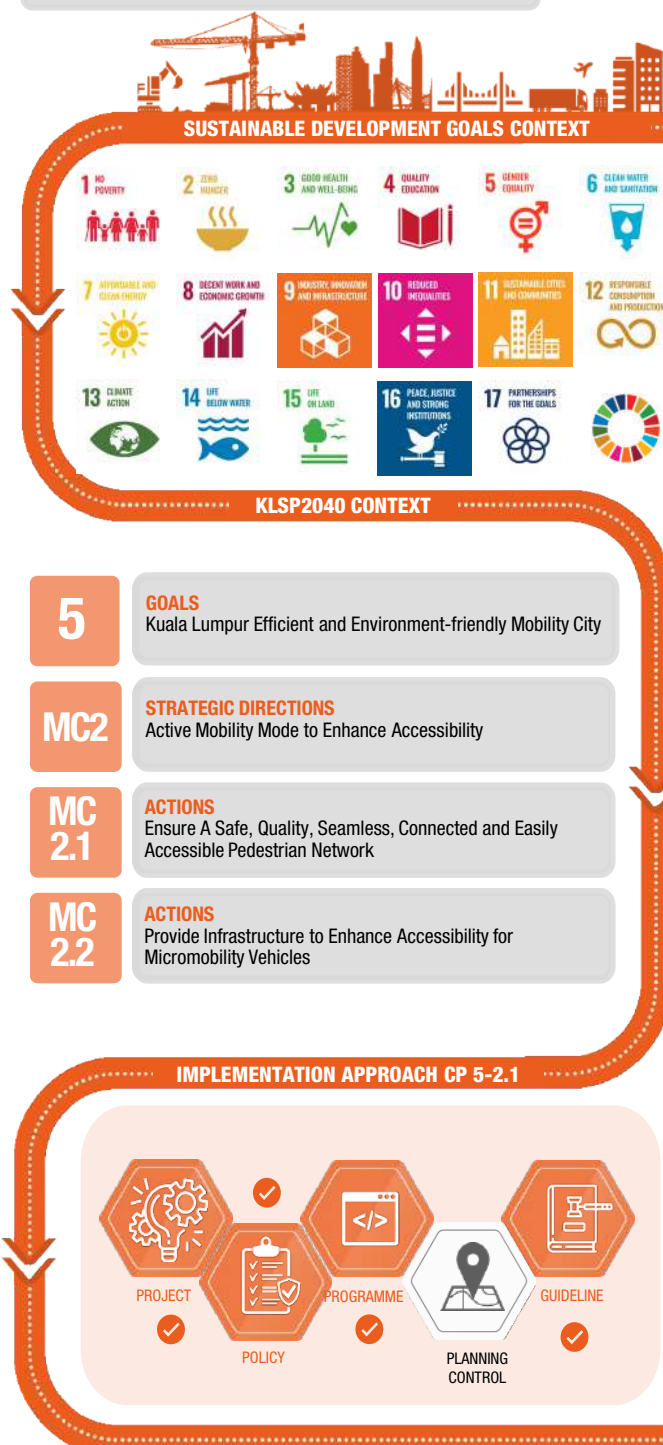 SUSTAINABLE DEVELOPMENT GOALS CONTEXT
1 NO
POVERTY
2 ZERO
HUNGER
3 GOOD HEALTH
AND WELL-BEING
4 QUALITY
EDUCATION
5 GENDER
EQUALITY
6 CLEAN WATER
AND SANITATION
7 AFFORDABLE AND
CLEAN ENERGY
8 DECENT WORK AND
ECONOMIC GROWTH
9 INDUSTRY, INNOVATION
AND INFRASTRUCTURE
10 REDUCED
INEQUALITIES
11 SUSTAINABLE CITIES
AND COMMUNITIES
12 RESPONSIBLE
CONSUMPTION
AND PRODUCTION
13 CLIMATE
ACTION
14 LIFE
BELOW WATER
15 LIFE
ON LAND
16 PEACE, JUSTICE
AND STRONG
INSTITUTIONS
17 PARTNERSHIPS
FOR THE GOALS
KLSP2040 CONTEXT
5
GOALS
Kuala Lumpur Efficient and Environment-friendly Mobility City
MC2
STRATEGIC DIRECTIONS
Active Mobility Mode to Enhance Accessibility
MC
2.1
ACTIONS
Ensure A Safe, Quality, Seamless, Connected and Easily
Accessible Pedestrian Network
MC
2.2
ACTIONS
Provide Infrastructure to Enhance Accessibility for
Micromobility Vehicles
IMPLEMENTATION APPROACH CP 5-2.1
</>
PROJECT
POLICY
PROGRAMME
PLANNING
CONTROL
GUIDELINE